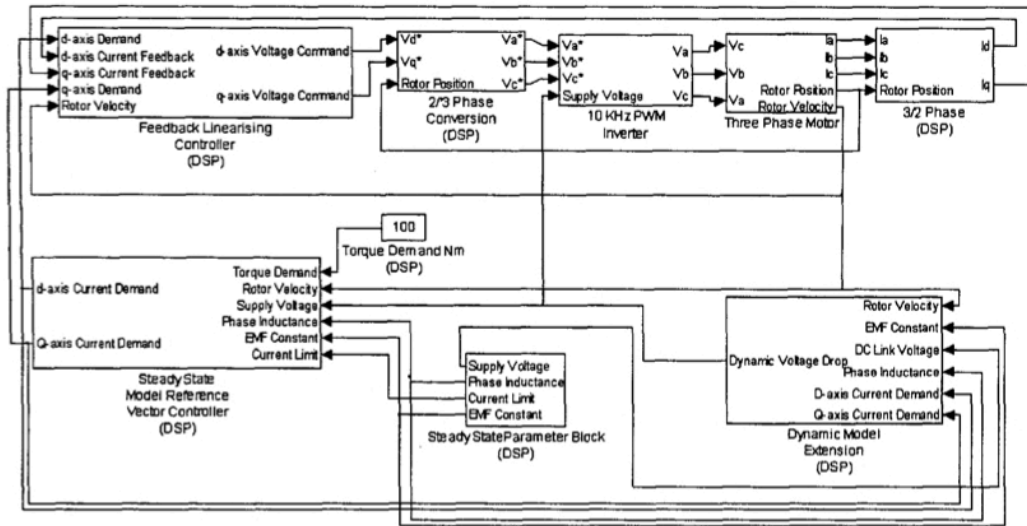 d-axis Demand
d-axis Current Feedback
q-axis Current Feedback
q-axis Demand
Rotor Velocity
d-axis Voltage Command
q-axis Voltage Command
Feedback Linearising
Controller
(DSP)
Vd*
Vq*
Rotor Position
Va*
Vb*
Vc*
2/3 Phase
Conversion
(DSP)
Va*
Vb*
Vc*
Supply Voltage
Va
Vb
Vc
10 KHz PWM
Inverter
Vc
Vb
Va
Ia
Ib
Ic
Rotor Position
Rotor Velocity
Three Phase Motor
Ia
Ib
Ic
Rotor Position
Id
Iq
3/2 Phase
(DSP)
100
Torque Demand Nm
(DSP)
d-axis Current Demand
Q-axis Current Demand
Torque Demand
Rotor Velocity
Supply Voltage
Phase Inductance
EMF Constant
Current Limit
Steady State
Model Reference
Vector Controller
(DSP)
Supply Voltage
Phase Inductance
Current Limit
EMF Constant
Steady State Parameter Block
(DSP)
Dynamic Voltage Drop
Rotor Velocity
EMF Constant
DC Link Voltage
Phase Inductance
D-axis Current Demand
Q-axis Current Demand
Dynamic Model
Extension
(DSP)